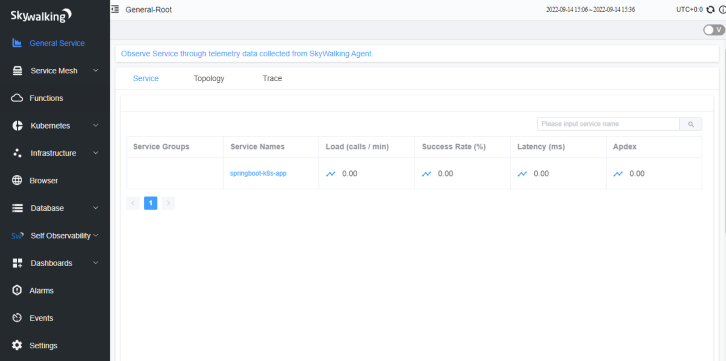 Skywalking
General-Root
2022-09-14 15:06 ~ 2022-09-14 15:36
UTC+0:0
V
General Service
Service Mesh
Functions
Kubernetes
Infrastructure
Browser
Database
Sw Self Observability
Dashboards
Alarms
Events
Settings
Observe Service through telemetry data collected from SkyWalking Agent.
Service Topology Trace
Please input service name
Service Groups Service Names Load (calls / min) Success Rate (%) Latency (ms) Apdex
springboot-k8s-app 0.00 0.00 0.00 0.00
1